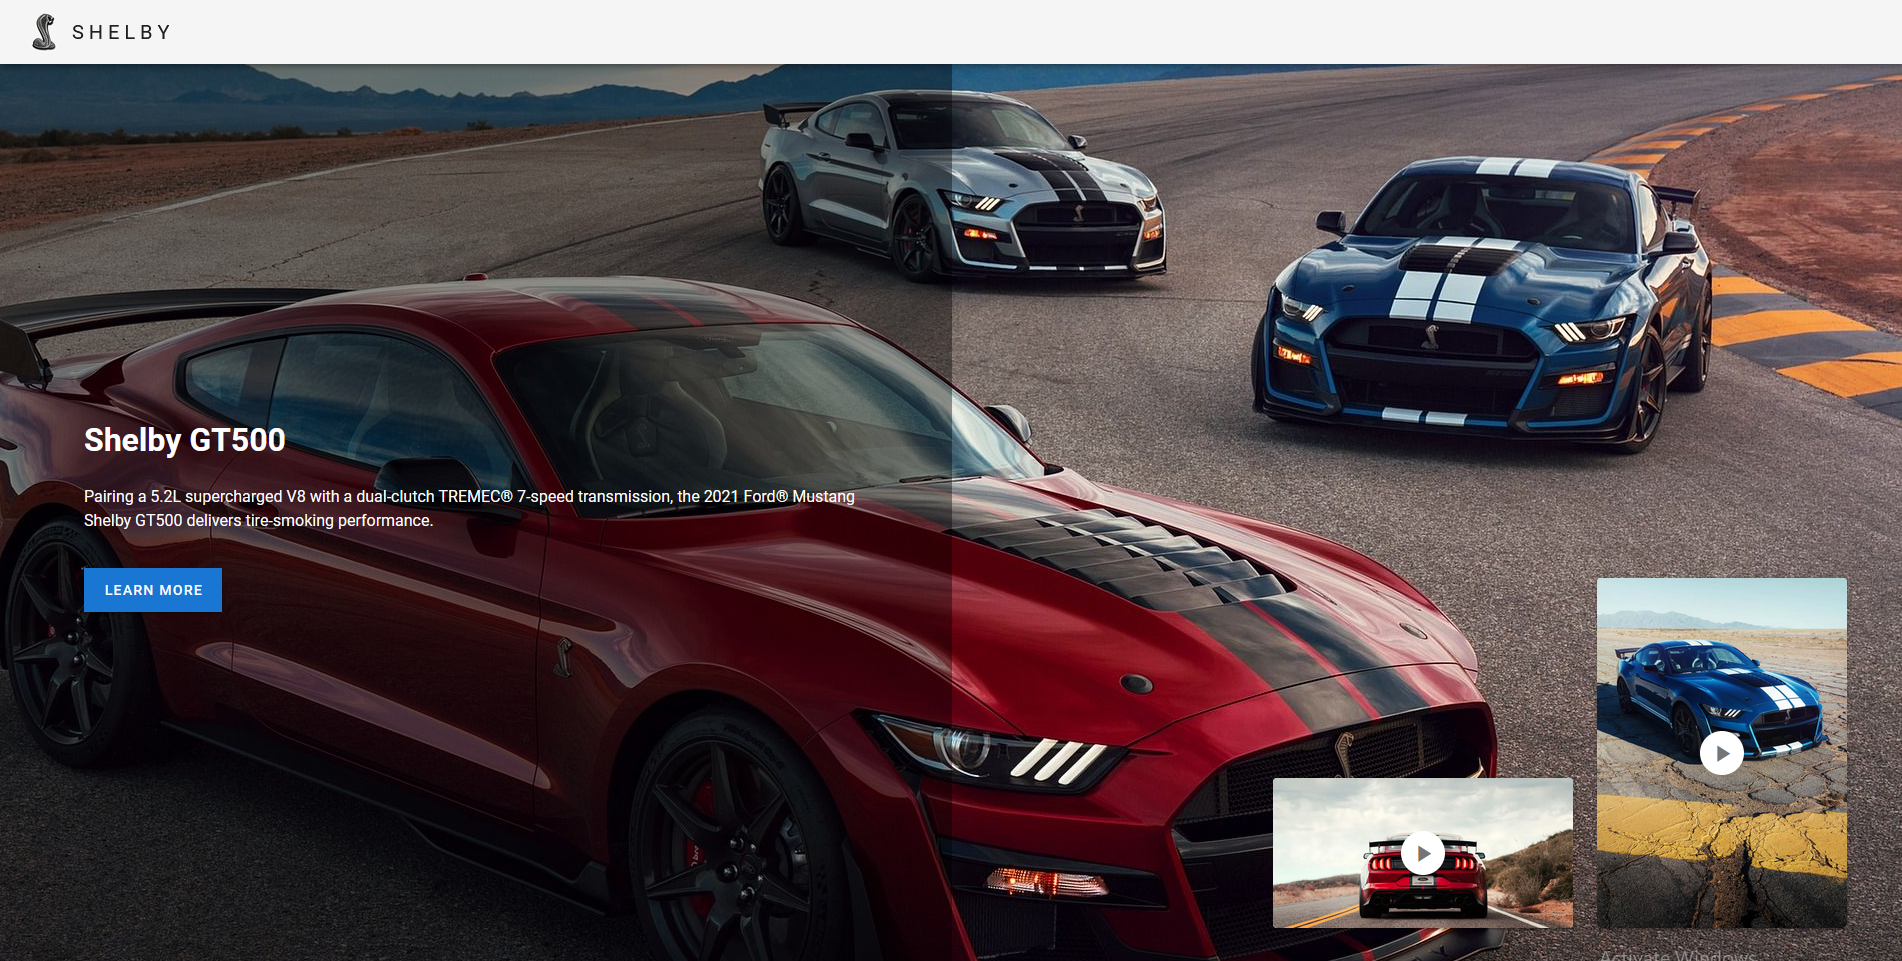 SHELBY
Shelby GT500
Pairing a 5.2L supercharged V8 with a dual-clutch TREMEC® 7-speed transmission, the 2021 Ford® Mustang
Shelby GT500 delivers tire-smoking performance.
LEARN MORE
Activate Windows